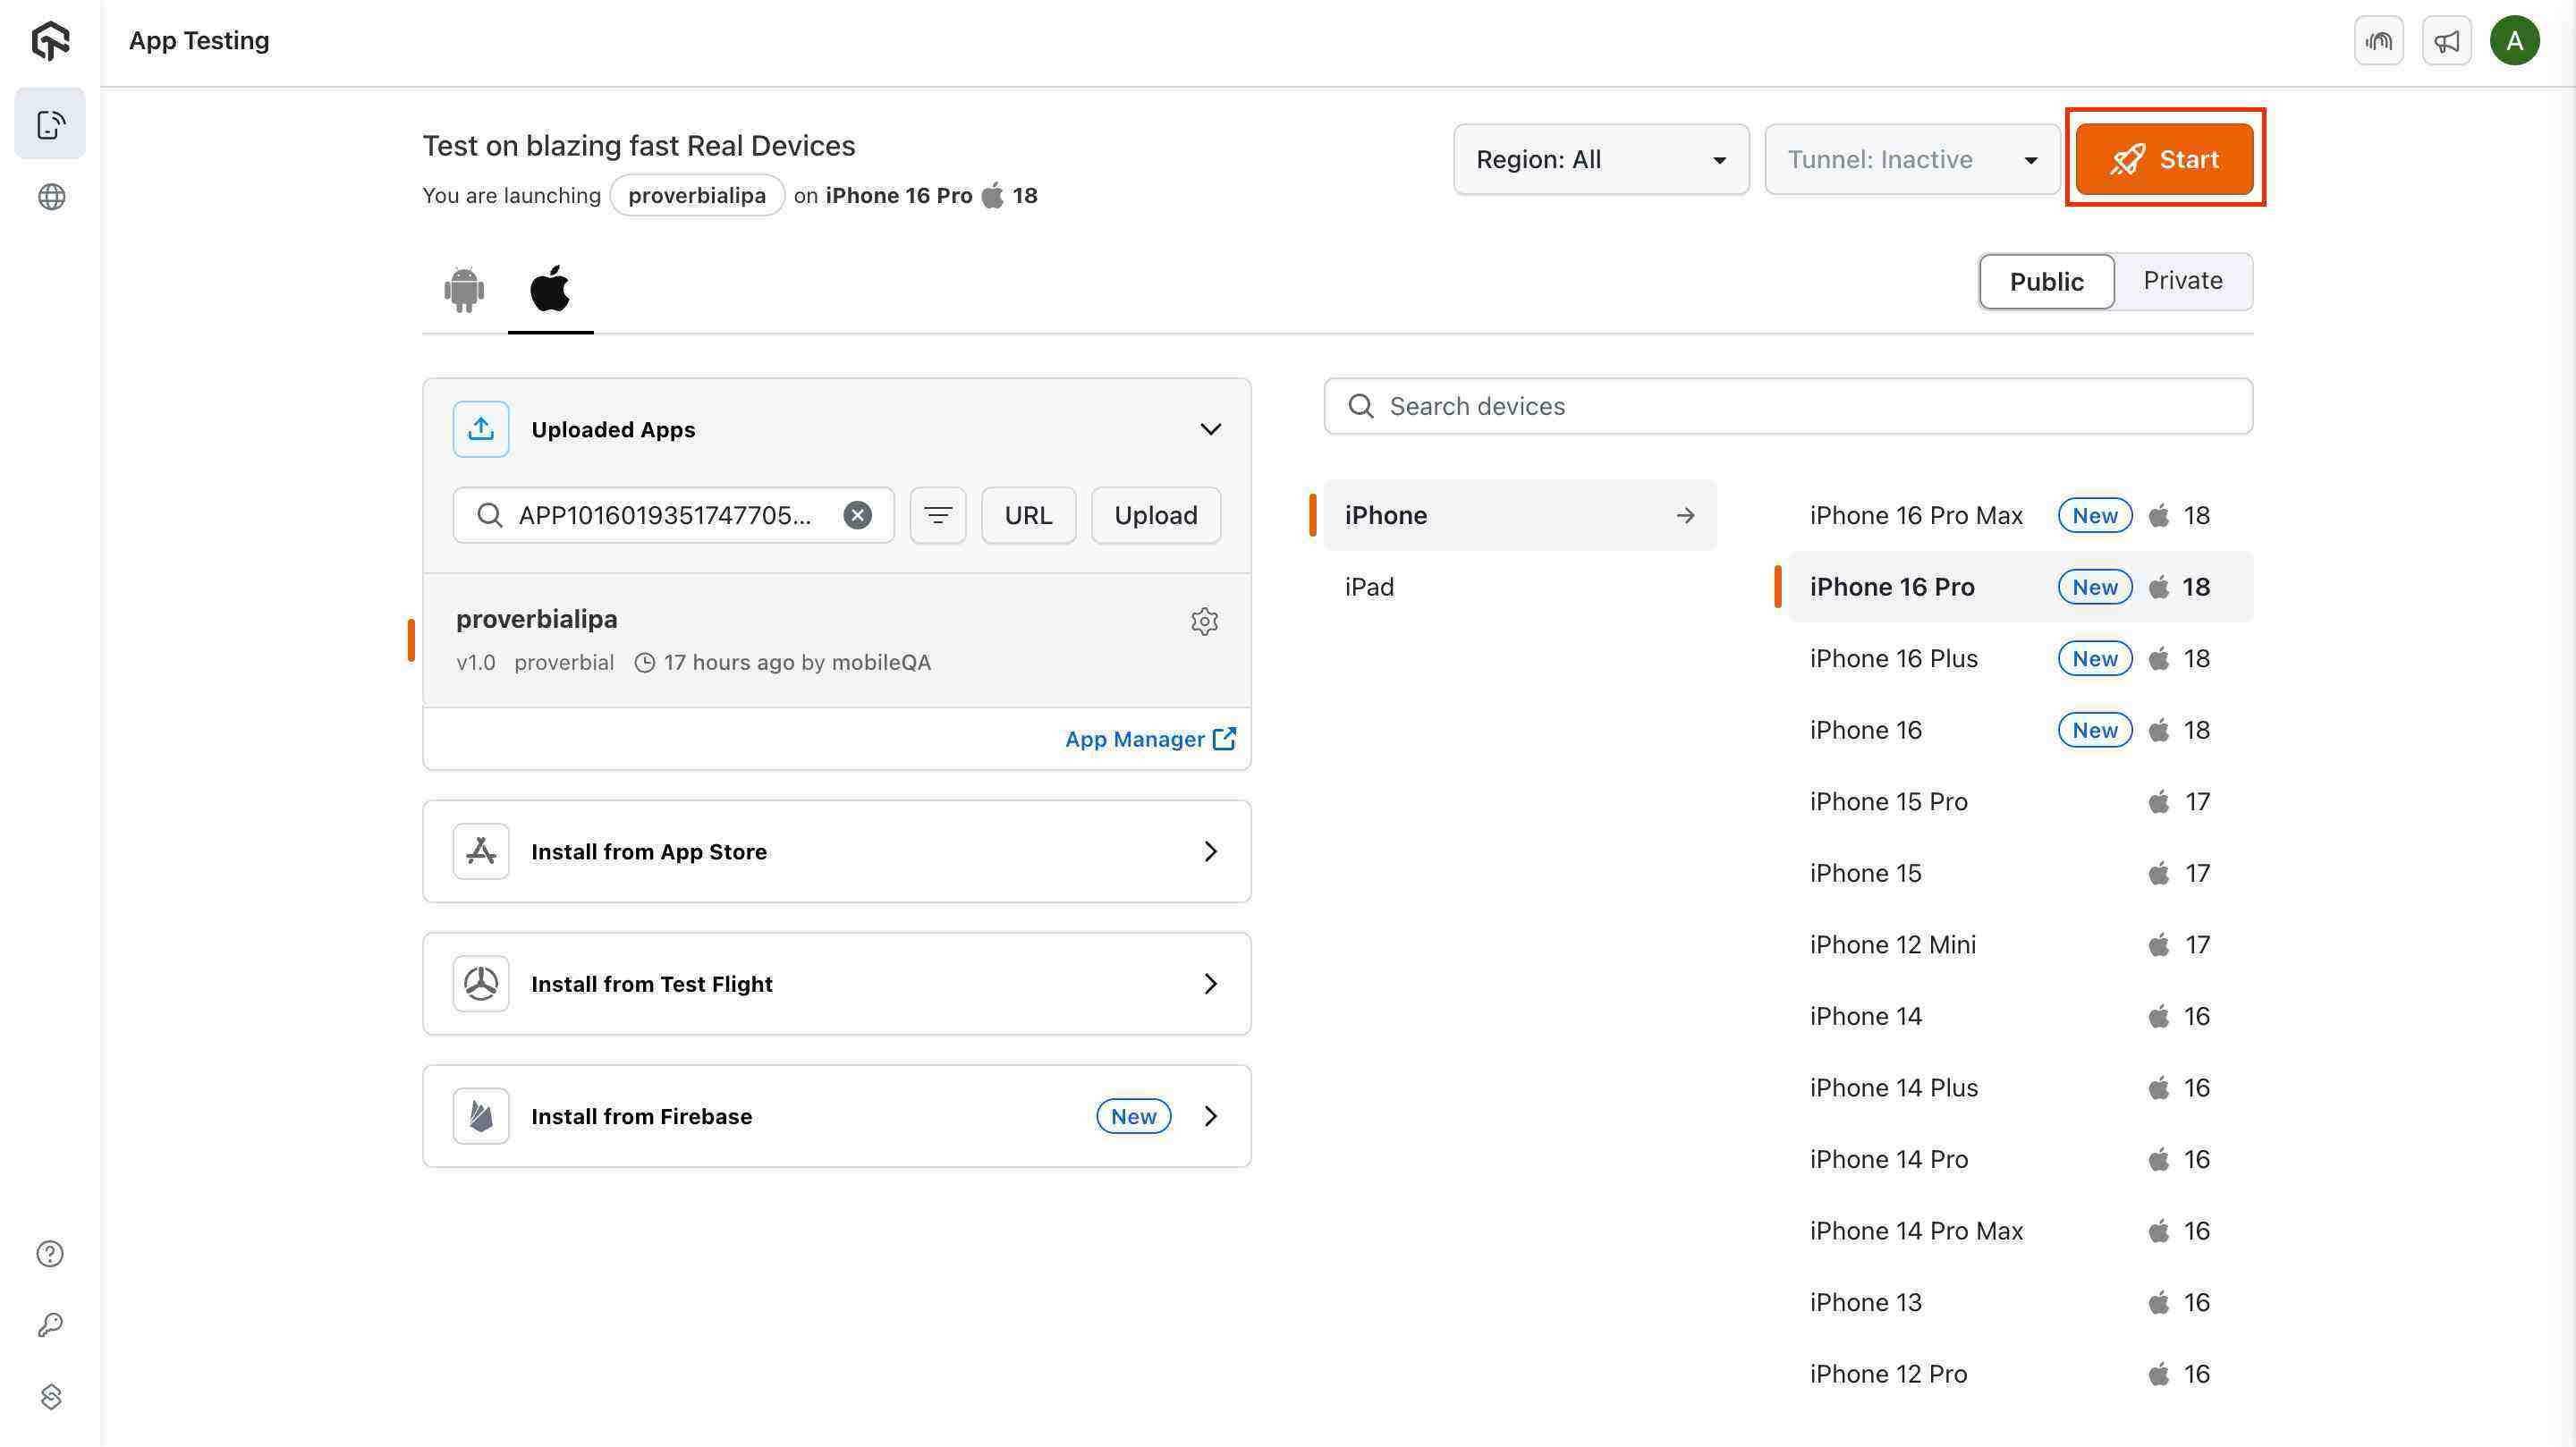 App Testing
A
Test on blazing fast Real Devices
You are launching proverbialipa on iPhone 16 Pro 18
Region: All
Tunnel: Inactive
Start
Public
Private
Uploaded Apps
APP1016019351747705...
URL
Upload
proverbialipa
v1.0 proverbial 17 hours ago by mobileQA
App Manager
Install from App Store
Install from Test Flight
Install from Firebase New
Search devices
iPhone
iPad
iPhone 16 Pro Max New 18
iPhone 16 Pro New 18
iPhone 16 Plus New 18
iPhone 16 New 18
iPhone 15 Pro 17
iPhone 15 17
iPhone 12 Mini 17
iPhone 14 16
iPhone 14 Plus 16
iPhone 14 Pro 16
iPhone 14 Pro Max 16
iPhone 13 16
iPhone 12 Pro 16